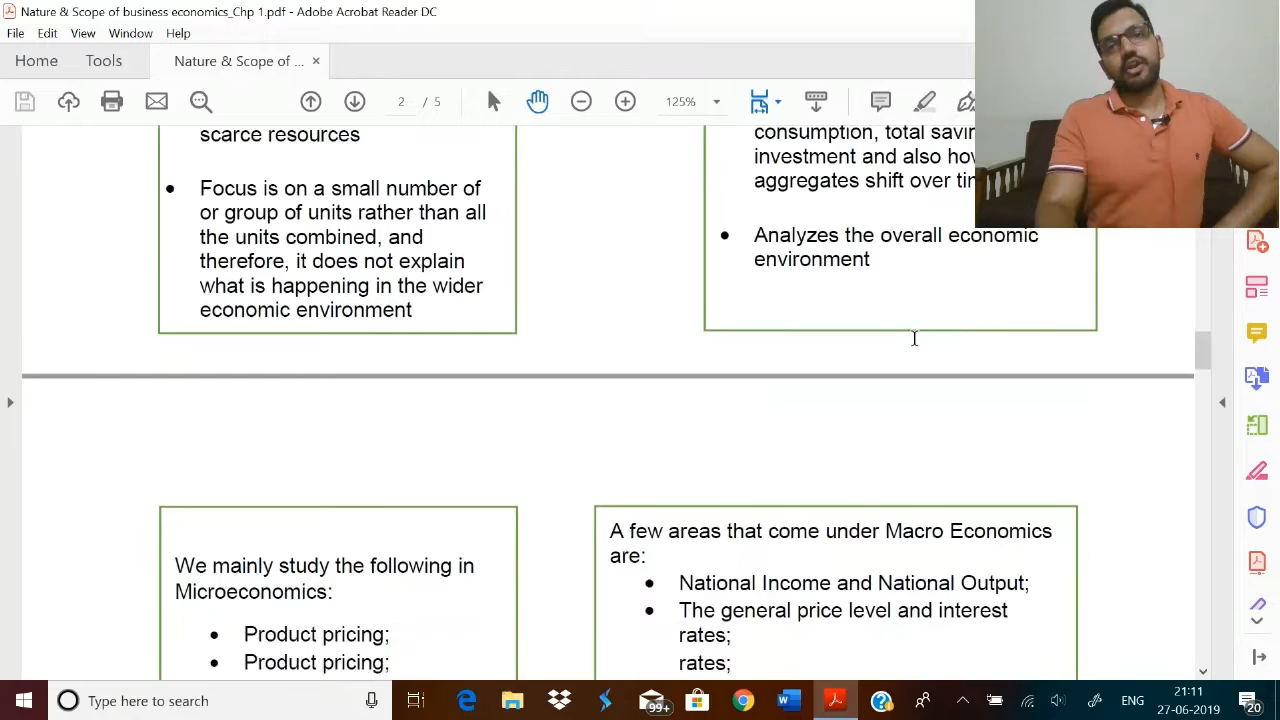 Nature & Scope of business economics_Chp 1.pdf - Adobe Acrobat Reader DC
File Edit View Window Help
Home Tools Nature & Scope of ... ×
2 / 5 125%
scarce resources
Focus is on a small number of
or group of units rather than all
the units combined, and
therefore, it does not explain
what is happening in the wider
economic environment
consumption, total
investment and also
aggregates shift over
Analyzes the overall economic
environment
We mainly study the following in
Microeconomics:
Product pricing;
Product pricing;
A few areas that come under Macro Economics
are:
National Income and National Output;
The general price level and interest
rates;
rates;
Type here to search
99+
ENG
21:11
27-06-2019
20